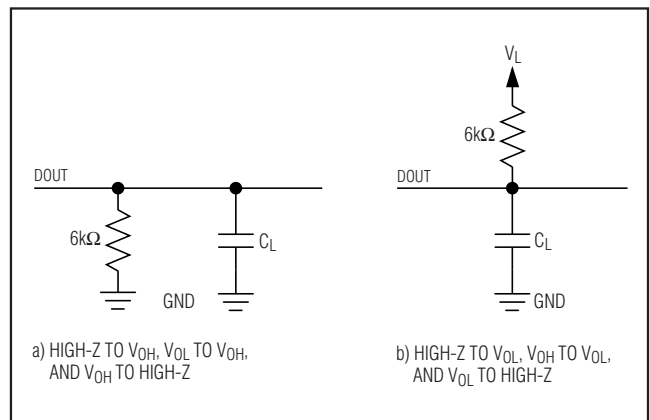 DOUT
6kΩ
C_L
GND
a) HIGH-Z TO V_OH, V_OL TO V_OH,
AND V_OH TO HIGH-Z
V_L
6kΩ
DOUT
C_L
GND
b) HIGH-Z TO V_OL, V_OH TO V_OL,
AND V_OL TO HIGH-Z